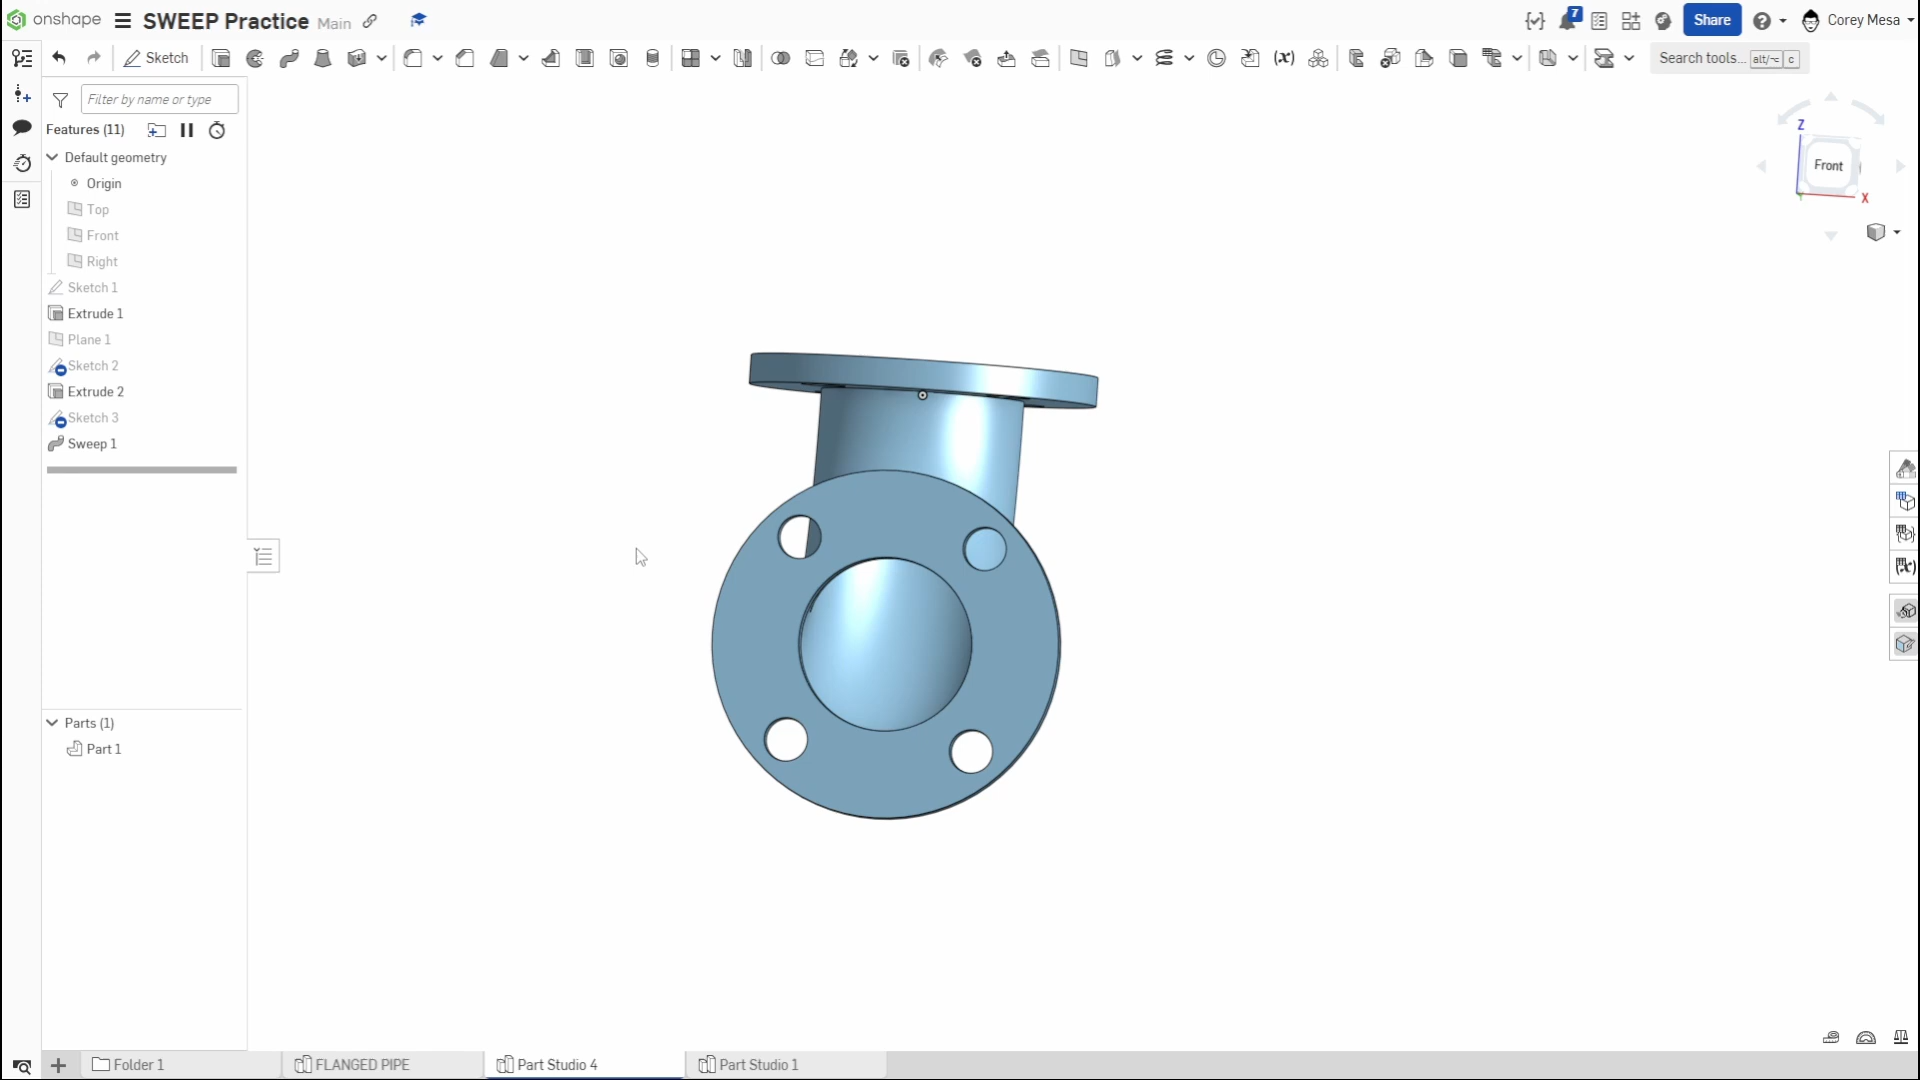 onshape SWEEP Practice Main 7 Share Corey Mesa
Sketch (x) Search tools... alt/⌥ c
Filter by name or type
Features (11)
Default geometry
Origin
Top
Front
Right
Sketch 1
Extrude 1
Plane 1
Sketch 2
Extrude 2
Sketch 3
Sweep 1
Z
Front
X
Parts (1)
Part 1
Folder 1 FLANGED PIPE Part Studio 4 Part Studio 1